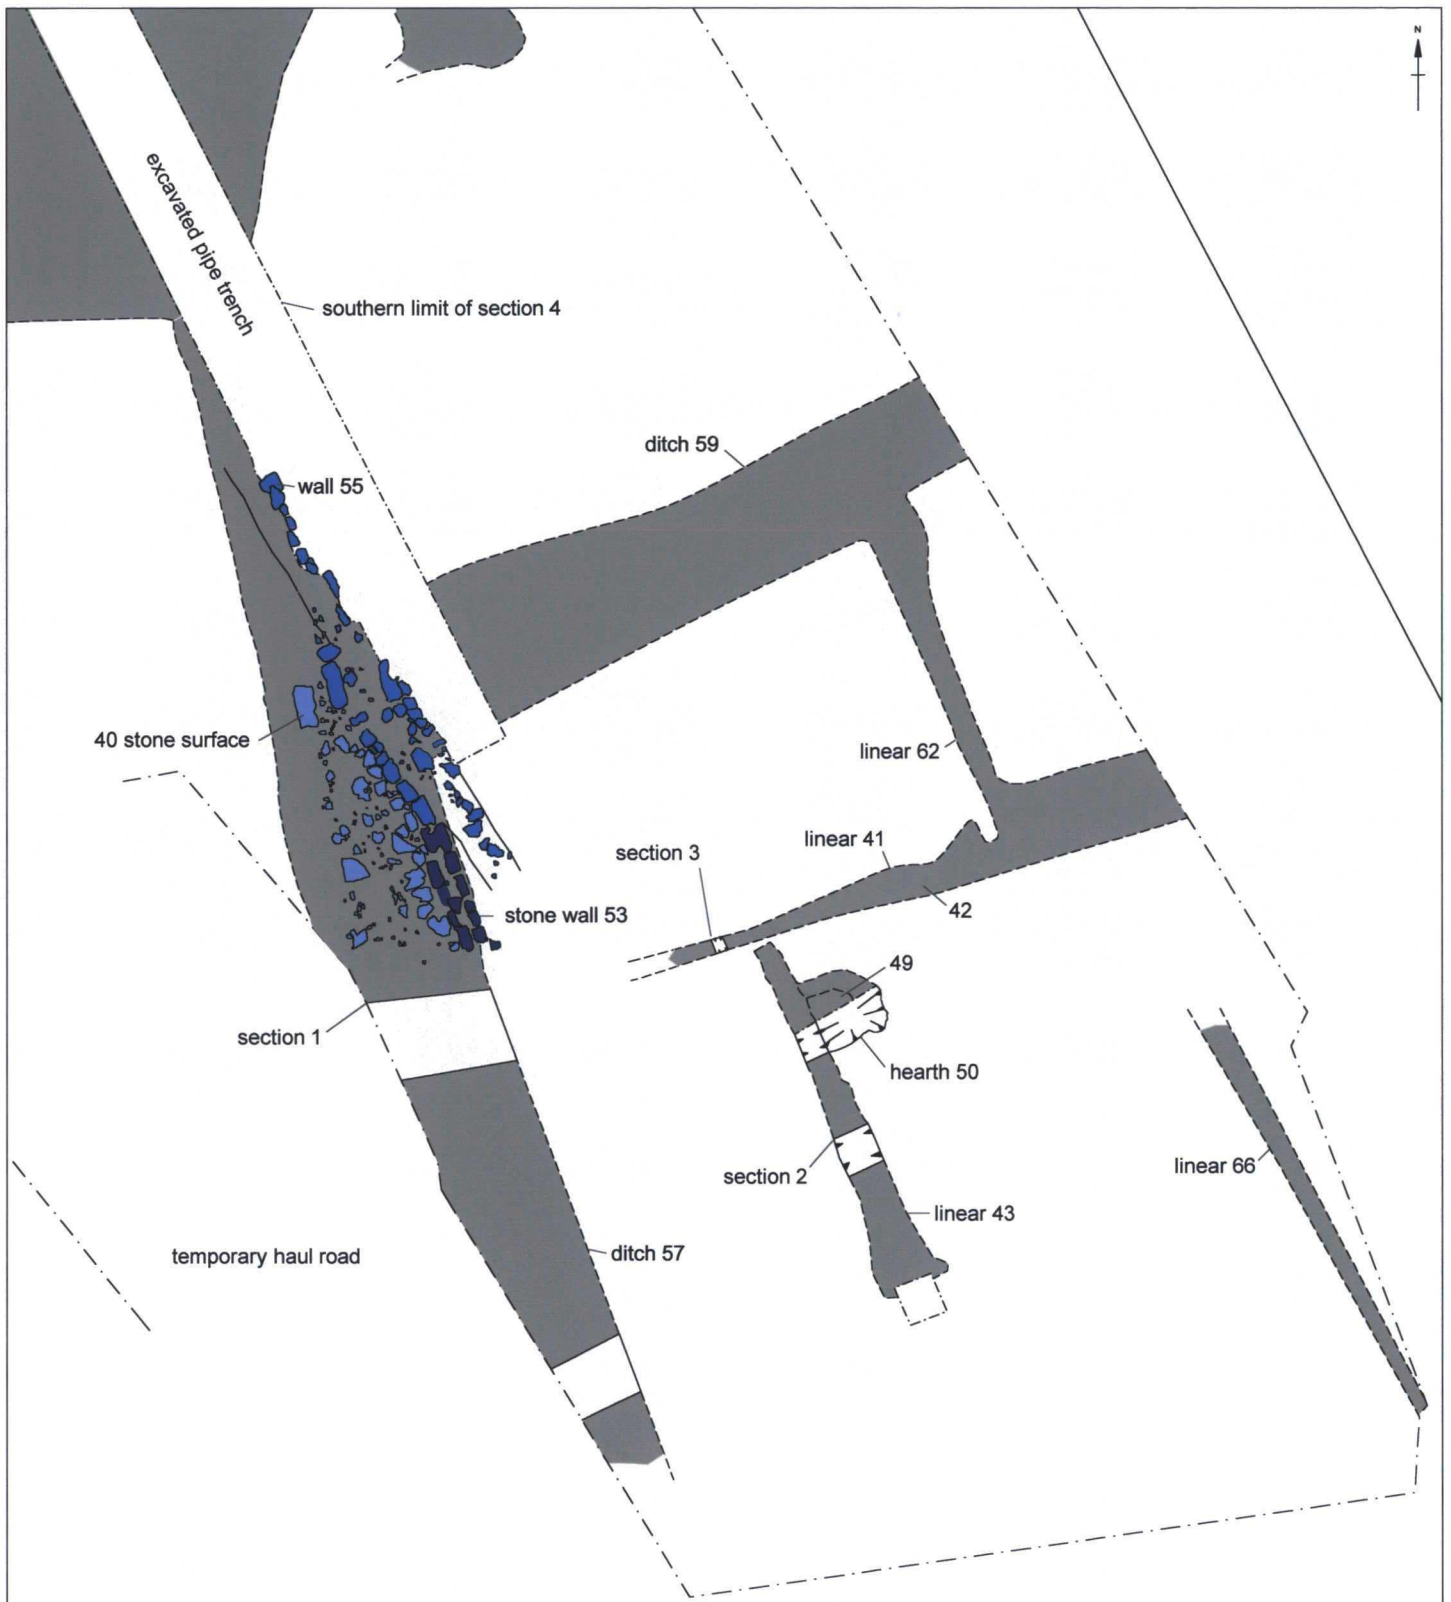 N
excavated pipe trench
southern limit of section 4
ditch 59
wall 55
40 stone surface
linear 62
linear 41
section 3
42
stone wall 53
49
section 1
hearth 50
section 2
linear 66
linear 43
ditch 57
temporary haul road